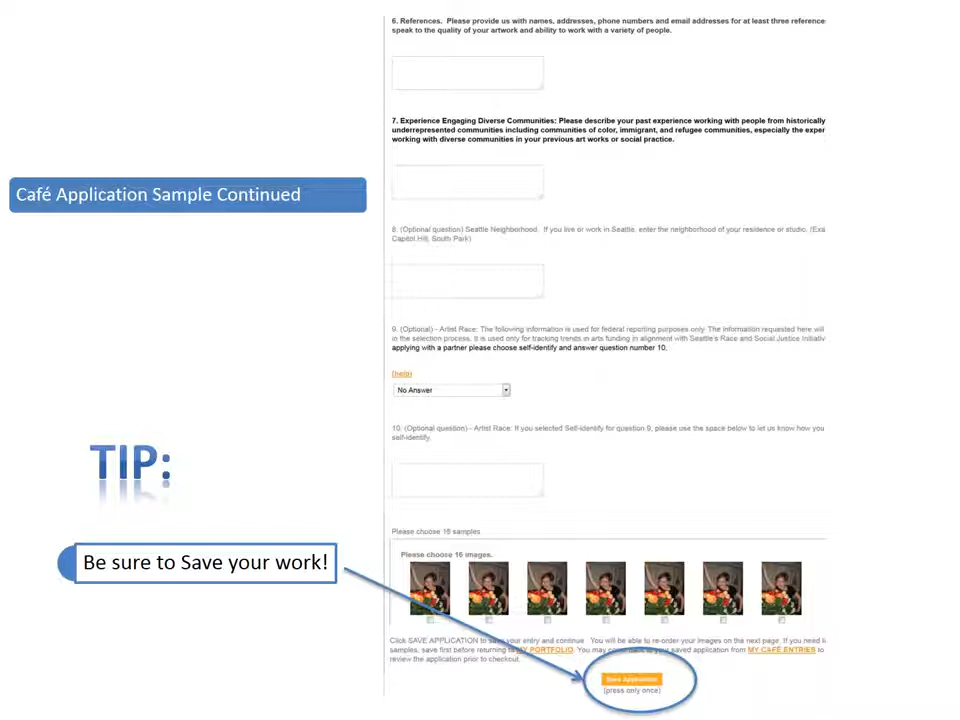 6. References.  Please provide us with names, addresses, phone numbers and email addresses for at least three reference
speak to the quality of your artwork and ability to work with a variety of people.
7. Experience Engaging Diverse Communities: Please describe your past experience working with people from historically
underrepresented communities including communities of color, immigrant, and refugee communities, especially the exper
working with diverse communities in your previous art works or social practice.
Café Application Sample Continued
8. (Optional question) Seattle Neighborhood.  If you live or work in Seattle, enter the neighborhood of your residence or studio. (Exa
Capitol Hill, South Park)
9. (Optional) - Artist Race: The following information is used for federal reporting purposes only. The information requested here will
in the selection process. It is used only for tracking trends in arts funding in alignment with Seattle's Race and Social Justice Initiativ
applying with a partner please choose self-identify and answer question number 10.
[help]
No Answer
10. (Optional question) - Artist Race: If you selected Self-identify for question 9, please use the space below to let us know how you
self-identify.
TIP:
Please choose 16 samples
Please choose 16 images.
Be sure to Save your work!
Click SAVE APPLICATION to save your entry and continue. You will be able to re-order your images on the next page. If you need
samples, save first before returning to MY PORTFOLIO. You may your saved application from MY CAFÉ ENTRIES to
review the application prior to checkout.
Save Application
(press only once)